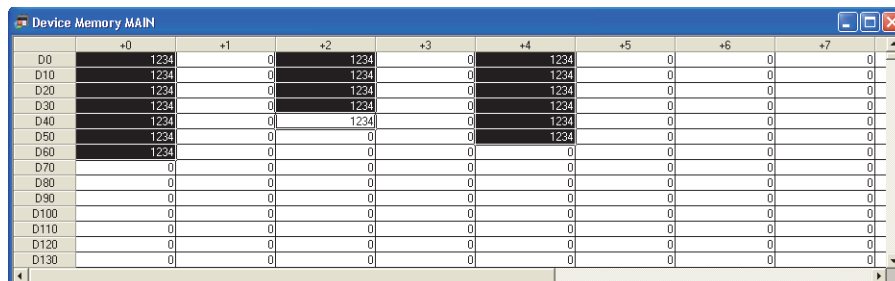 Device Memory MAIN
+0 +1 +2 +3 +4 +5 +6 +7
D0 1234 0 1234 0 1234 0 0 0
D10 1234 0 1234 0 1234 0 0 0
D20 1234 0 1234 0 1234 0 0 0
D30 1234 0 1234 0 1234 0 0 0
D40 1234 0 1234 0 1234 0 0 0
D50 1234 0 0 0 1234 0 0 0
D60 1234 0 0 0 0 0 0 0
D70 0 0 0 0 0 0 0 0
D80 0 0 0 0 0 0 0 0
D90 0 0 0 0 0 0 0 0
D100 0 0 0 0 0 0 0 0
D110 0 0 0 0 0 0 0 0
D120 0 0 0 0 0 0 0 0
D130 0 0 0 0 0 0 0 0